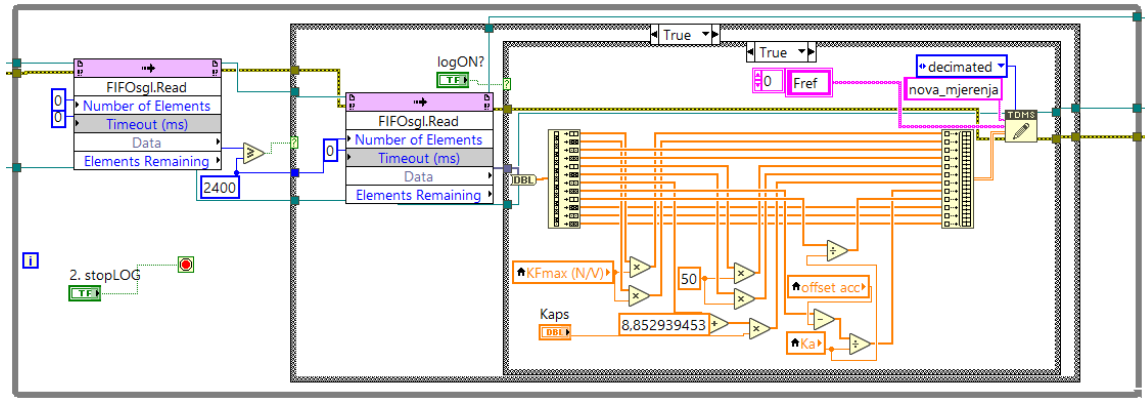 True
True
logON?
TF
decimated
0
Fref
nova_mjerenja
TDMS
FIFOsgl.Read
0
Number of Elements
0
Timeout (ms)
Data
Elements Remaining
2400
FIFOsgl.Read
Number of Elements
0
Timeout (ms)
Data
Elements Remaining
DBL
i
2. stopLOG
TF
KFmax (N/V)
50
offset acc
Kaps
DBL
8,852939453
Ka